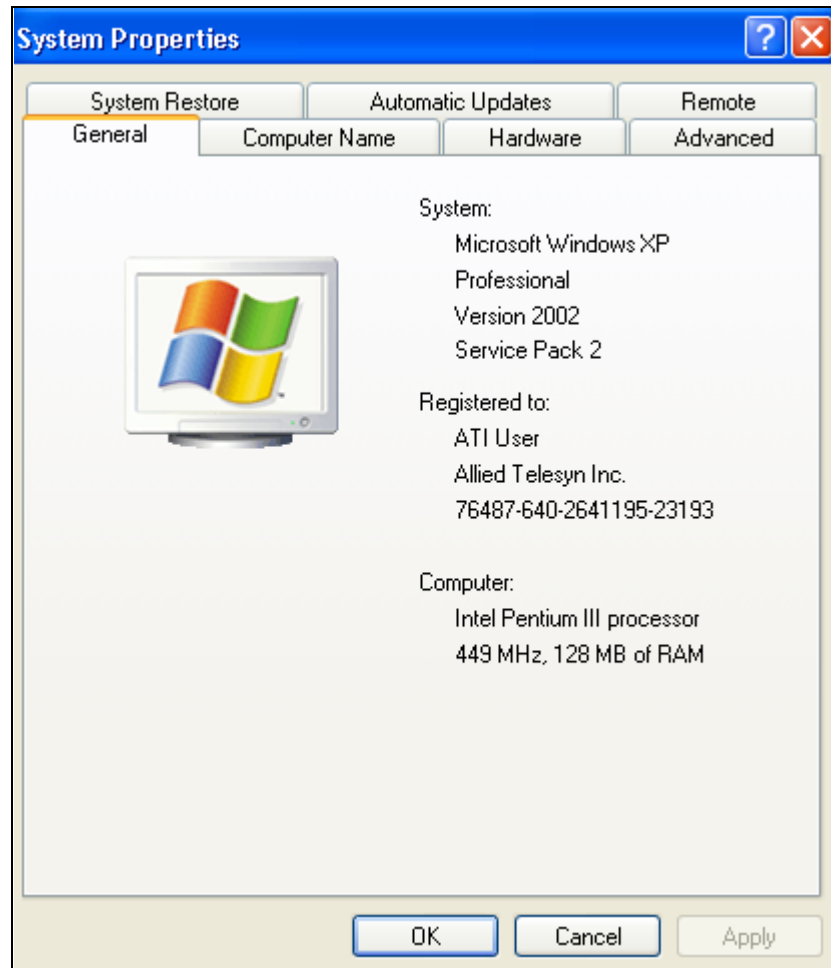 System Properties
System Restore
Automatic Updates
Remote
General
Computer Name
Hardware
Advanced
System:
Microsoft Windows XP
Professional
Version 2002
Service Pack 2
Registered to:
ATI User
Allied Telesyn Inc.
76487-640-2641195-23193
Computer:
Intel Pentium III processor
449 MHz, 128 MB of RAM
OK
Cancel
Apply